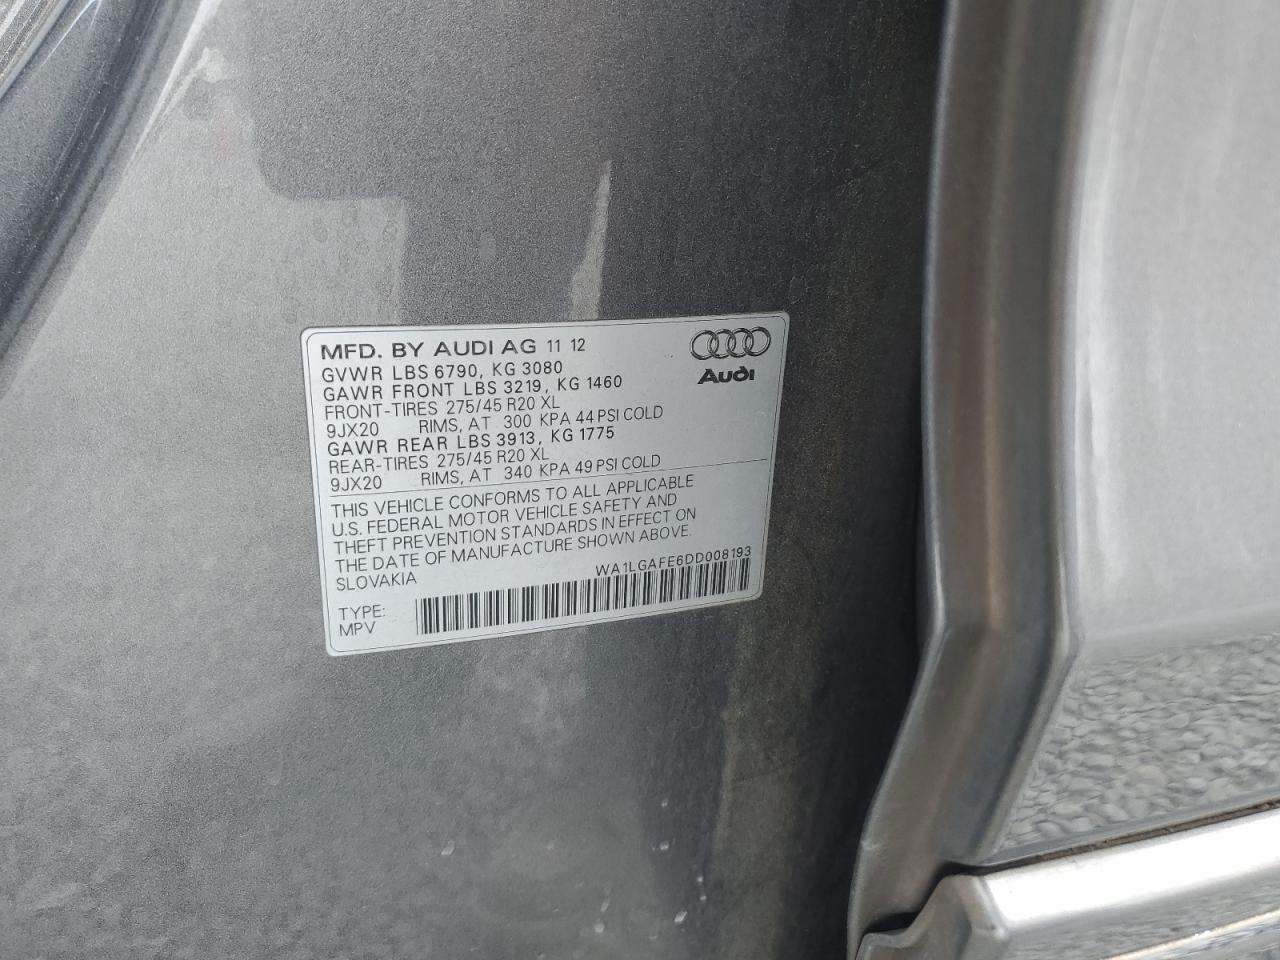 MFD. BY AUDI AG 11 12
GVWR LBS 6790, KG 3080
GAWR FRONT LBS 3219, KG 1460
FRONT-TIRES 275/45 R20 XL
9JX20 RIMS, AT 300 KPA 44 PSI COLD
GAWR REAR LBS 3913, KG 1775
REAR-TIRES 275/45 R20 XL
9JX20 RIMS, AT 340 KPA 49 PSI COLD
Audi
THIS VEHICLE CONFORMS TO ALL APPLICABLE
U.S. FEDERAL MOTOR VEHICLE SAFETY AND
THEFT PREVENTION STANDARDS IN EFFECT ON
THE DATE OF MANUFACTURE SHOWN ABOVE.
SLOVAKIA
WA1LGAFE6DD008193
TYPE:
MPV